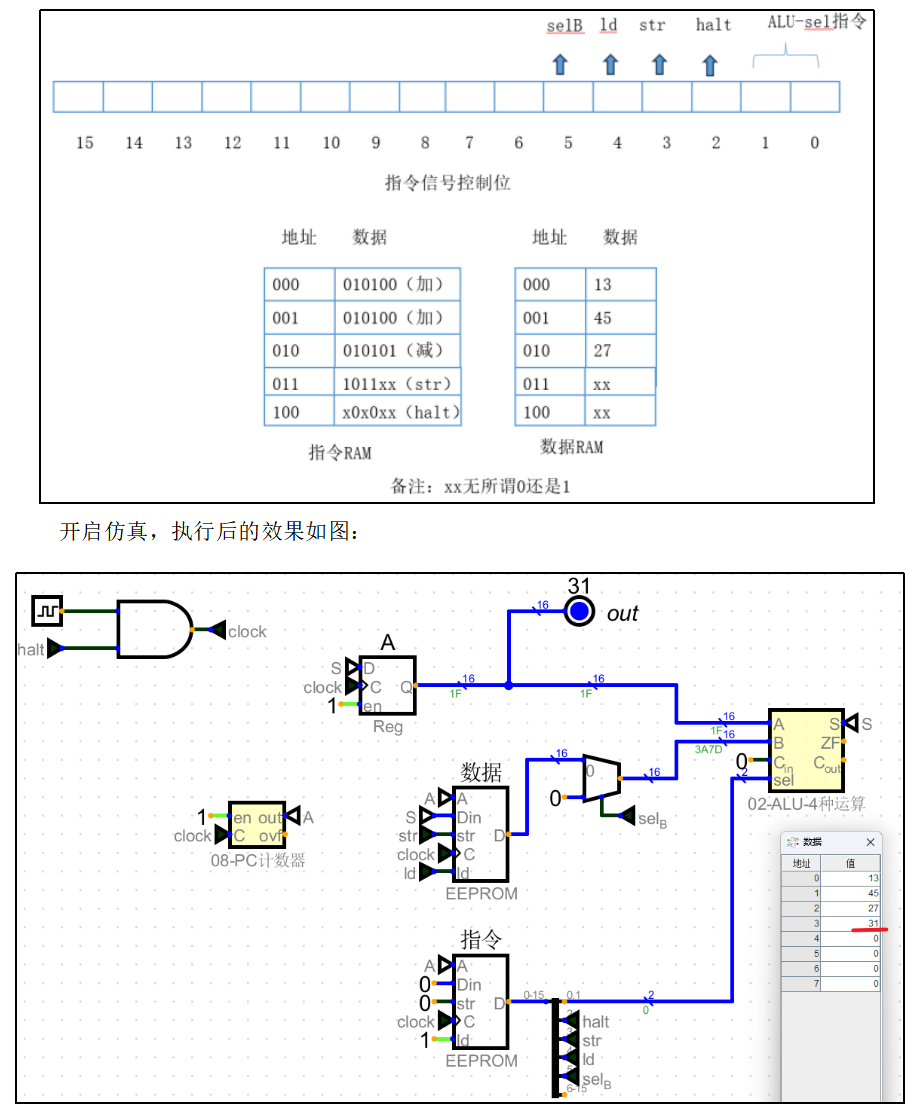 selB ld str halt ALU-sel指令
15 14 13 12 11 10 9 8 7 6 5 4 3 2 1 0
指令信号控制位
地址 数据
000 010100（加）
001 010100（加）
010 010101（减）
011 1011xx（str）
100 x0x0xx（halt）
指令RAM
地址 数据
000 13
001 45
010 27
011 xx
100 xx
数据RAM
备注：xx无所谓0还是1
开启仿真，执行后的效果如图：
halt
clock
31
out
16
A
S D
clock C Q
1 en
Reg
16
1F
16
1F
1 en out A
clock C ovf
08-PC计数器
数据
A A
S Din
str str D
clock C
ld ld
EEPROM
16
0
0
16
selB
16
1F
16
3A7D
0
2
A S S
B ZF
Cin Cout
sel
02-ALU-4种运算
指令
A A
0 Din
0 str D
clock C
1 ld
EEPROM
0-15
0,1
2
0
halt
str
ld
selB
6-15
数据
地址 值
0 13
1 45
2 27
3 31
4 0
5 0
6 0
7 0